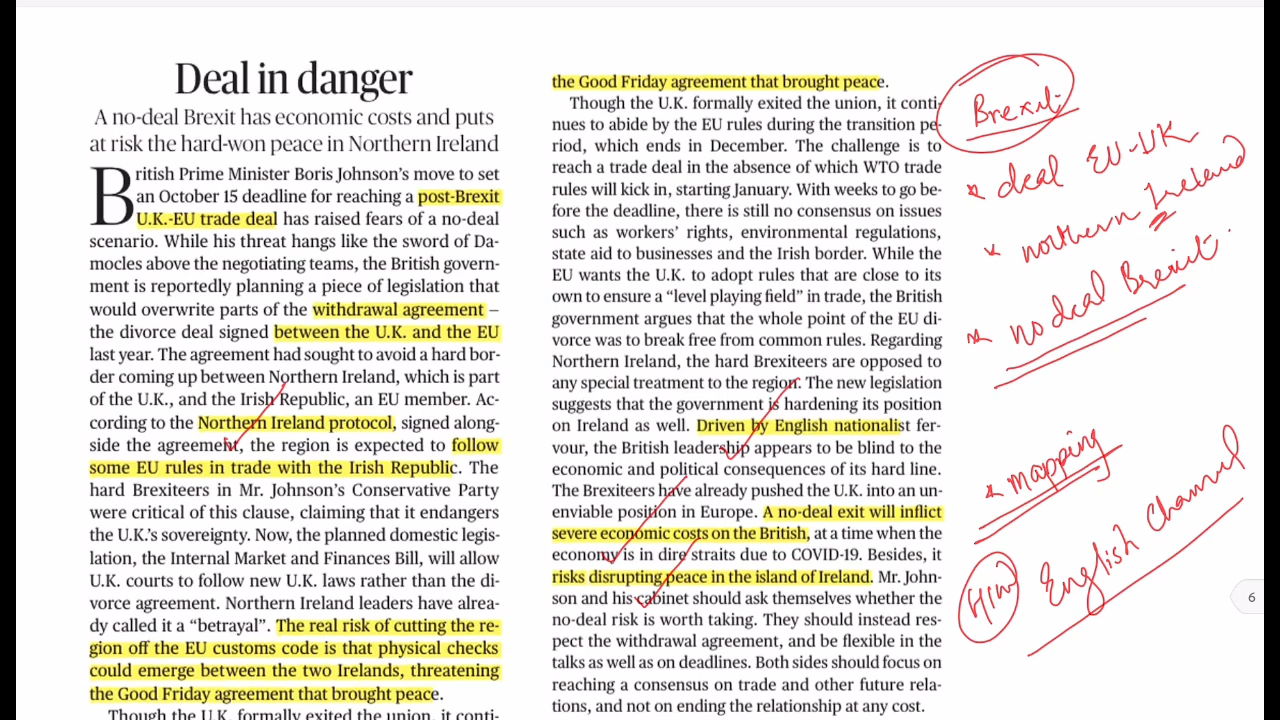 Deal in danger
A no-deal Brexit has economic costs and puts
at risk the hard-won peace in Northern Ireland
British Prime Minister Boris Johnson's move to set
an October 15 deadline for reaching a post-Brexit
U.K.-EU trade deal has raised fears of a no-deal
scenario. While his threat hangs like the sword of Da-
mocles above the negotiating teams, the British govern-
ment is reportedly planning a piece of legislation that
would overwrite parts of the withdrawal agreement –
the divorce deal signed between the U.K. and the EU
last year. The agreement had sought to avoid a hard bor-
der coming up between Northern Ireland, which is part
of the U.K., and the Irish Republic, an EU member. Ac-
cording to the Northern Ireland protocol, signed along-
side the agreement, the region is expected to follow
some EU rules in trade with the Irish Republic. The
hard Brexiteers in Mr. Johnson's Conservative Party
were critical of this clause, claiming that it endangers
the U.K.'s sovereignty. Now, the planned domestic legis-
lation, the Internal Market and Finances Bill, will allow
U.K. courts to follow new U.K. laws rather than the di-
vorce agreement. Northern Ireland leaders have alrea-
dy called it a “betrayal”. The real risk of cutting the re-
gion off the EU customs code is that physical checks
could emerge between the two Irelands, threatening
the Good Friday agreement that brought peace.
Though the U.K. formally exited the union, it conti-
the Good Friday agreement that brought peace.
Though the U.K. formally exited the union, it conti-
nues to abide by the EU rules during the transition pe-
riod, which ends in December. The challenge is to
reach a trade deal in the absence of which WTO trade
rules will kick in, starting January. With weeks to go be-
fore the deadline, there is still no consensus on issues
such as workers' rights, environmental regulations,
state aid to businesses and the Irish border. While the
EU wants the U.K. to adopt rules that are close to its
own to ensure a “level playing field” in trade, the British
government argues that the whole point of the EU di-
vorce was to break free from common rules. Regarding
Northern Ireland, the hard Brexiteers are opposed to
any special treatment to the region. The new legislation
suggests that the government is hardening its position
on Ireland as well. Driven by English nationalist fer-
vour, the British leadership appears to be blind to the
economic and political consequences of its hard line.
The Brexiteers have already pushed the U.K. into an un-
enviable position in Europe. A no-deal exit will inflict
severe economic costs on the British, at a time when the
economy is in dire straits due to COVID-19. Besides, it
risks disrupting peace in the island of Ireland. Mr. John-
son and his cabinet should ask themselves whether the
no-deal risk is worth taking. They should instead res-
pect the withdrawal agreement, and be flexible in the
talks as well as on deadlines. Both sides should focus on
reaching a consensus on trade and other future rela-
tions, and not on ending the relationship at any cost.
Brexit
deal EU-UK
northern Ireland
no deal Brexit
mapping
H/W English Channel
6